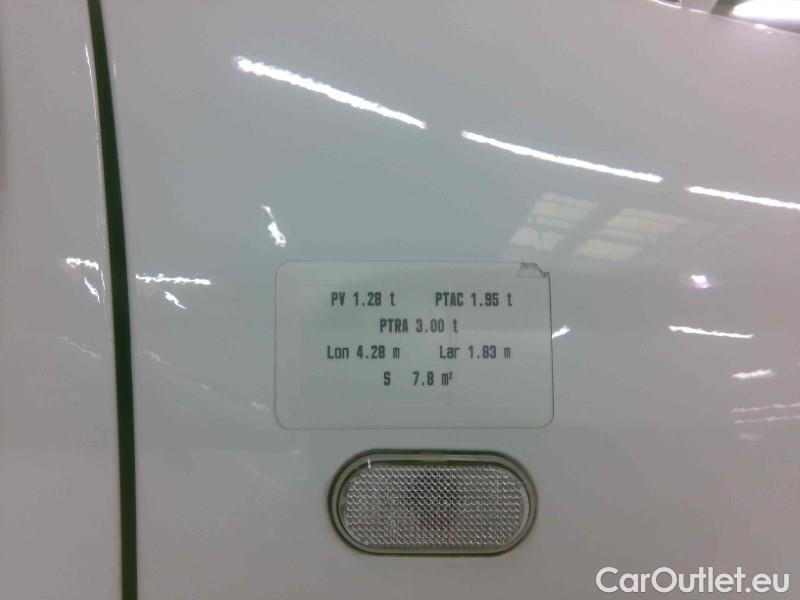 PV 1.28 t PTAC 1.95 t
PTRA 3.00 t
Lon 4.28 m Lar 1.83 m
S 7.8 m²
CarOutlet.eu